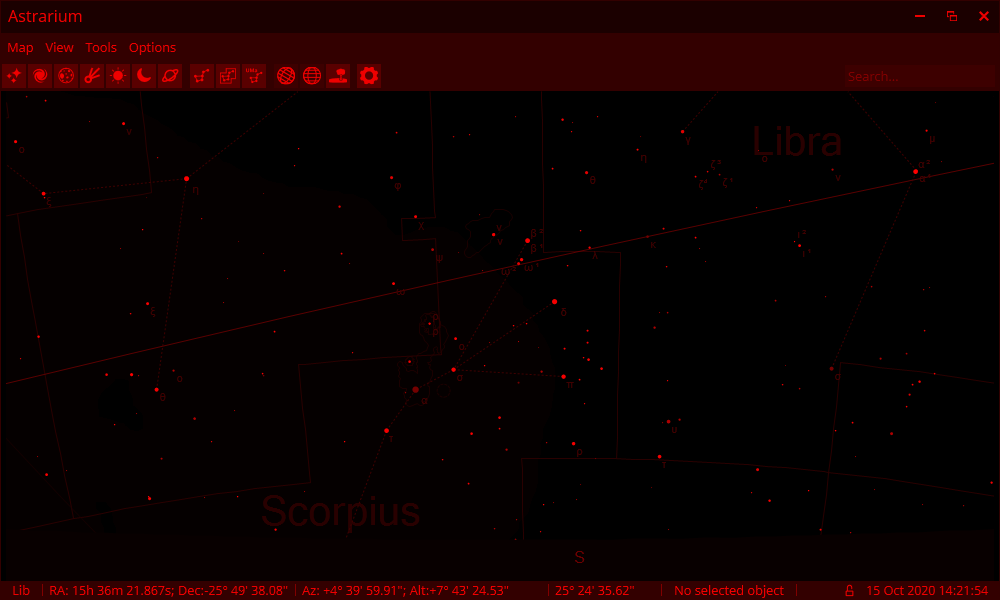 Astrarium
Map View Tools Options
Search...
Libra
Scorpius
S
Lib RA: 15h 36m 21.867s; Dec:-25° 49' 38.08" Az: +4° 39' 59.91"; Alt:+7° 43' 24.53" 25° 24' 35.62" No selected object 15 Oct 2020 14:21:54